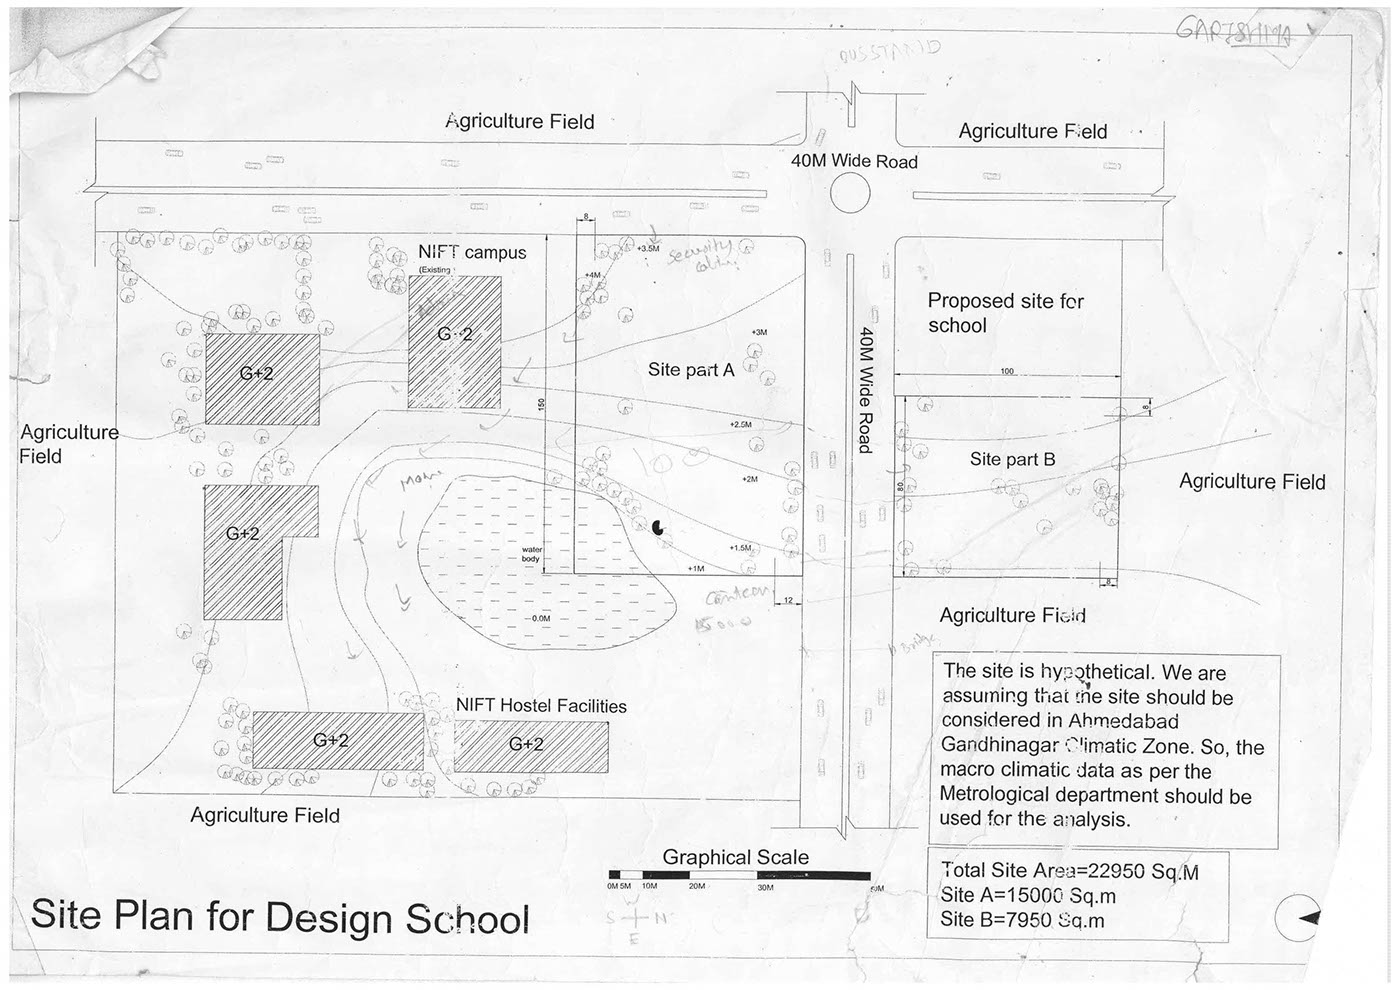 GARISHMA
Agriculture Field
Agriculture Field
40M Wide Road
8
NIFT campus
(Existing
+3.5M
security
+4M
Proposed site for
school
G+2
+3M
40M Wide Road
Site part A
G+2
100
150
8
+2.5M
Agriculture
Field
Site part B
100
+2M
80
Agriculture Field
G+2
water
body
+1.5M
+1M
8
12
0.0M
Agriculture Field
Bridge
The site is hypothetical. We are
assuming that the site should be
considered in Ahmedabad
Gandhinagar Climatic Zone. So, the
macro climatic data as per the
Metrological department should be
used for the analysis.
NIFT Hostel Facilities
G+2
G+2
Agriculture Field
Graphical Scale
0M 5M 10M 20M 30M
Total Site Area=22950 Sq.M
Site A=15000 Sq.m
Site B=7950 Sq.m
W
S N
E
Site Plan for Design School